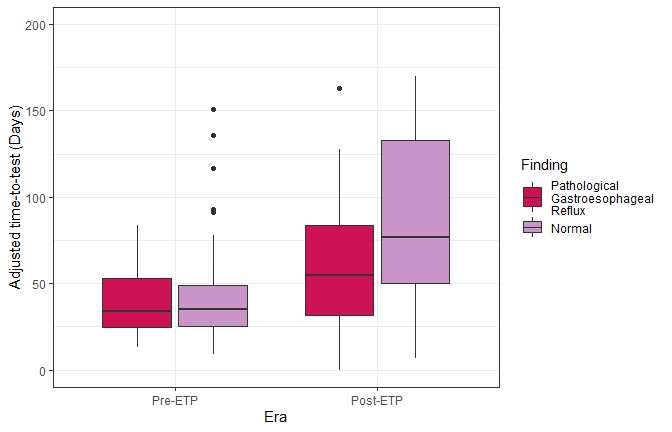 200
150
100
50
0
Adjusted time-to-test (Days)
Pre-ETP
Post-ETP
Era
Finding
Pathological
Gastroesophageal
Reflux
Normal